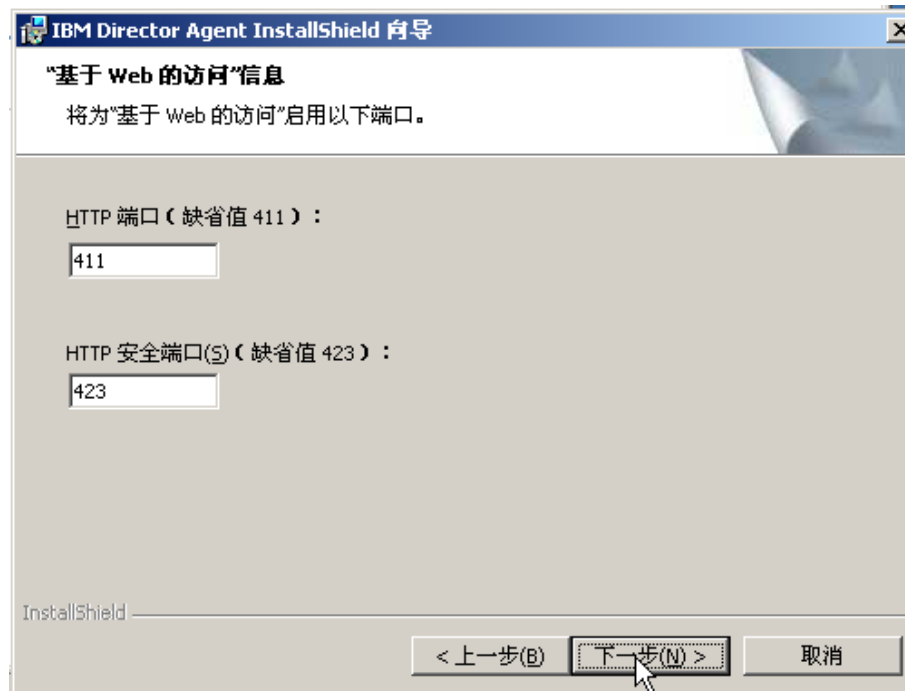 IBM Director Agent InstallShield 向导
“基于 Web 的访问”信息
将为“基于 Web 的访问”启用以下端口。
HTTP 端口（缺省值 411）：
411
HTTP 安全端口(S)（缺省值 423）：
423
InstallShield
< 上一步(B) 下一步(N) > 取消